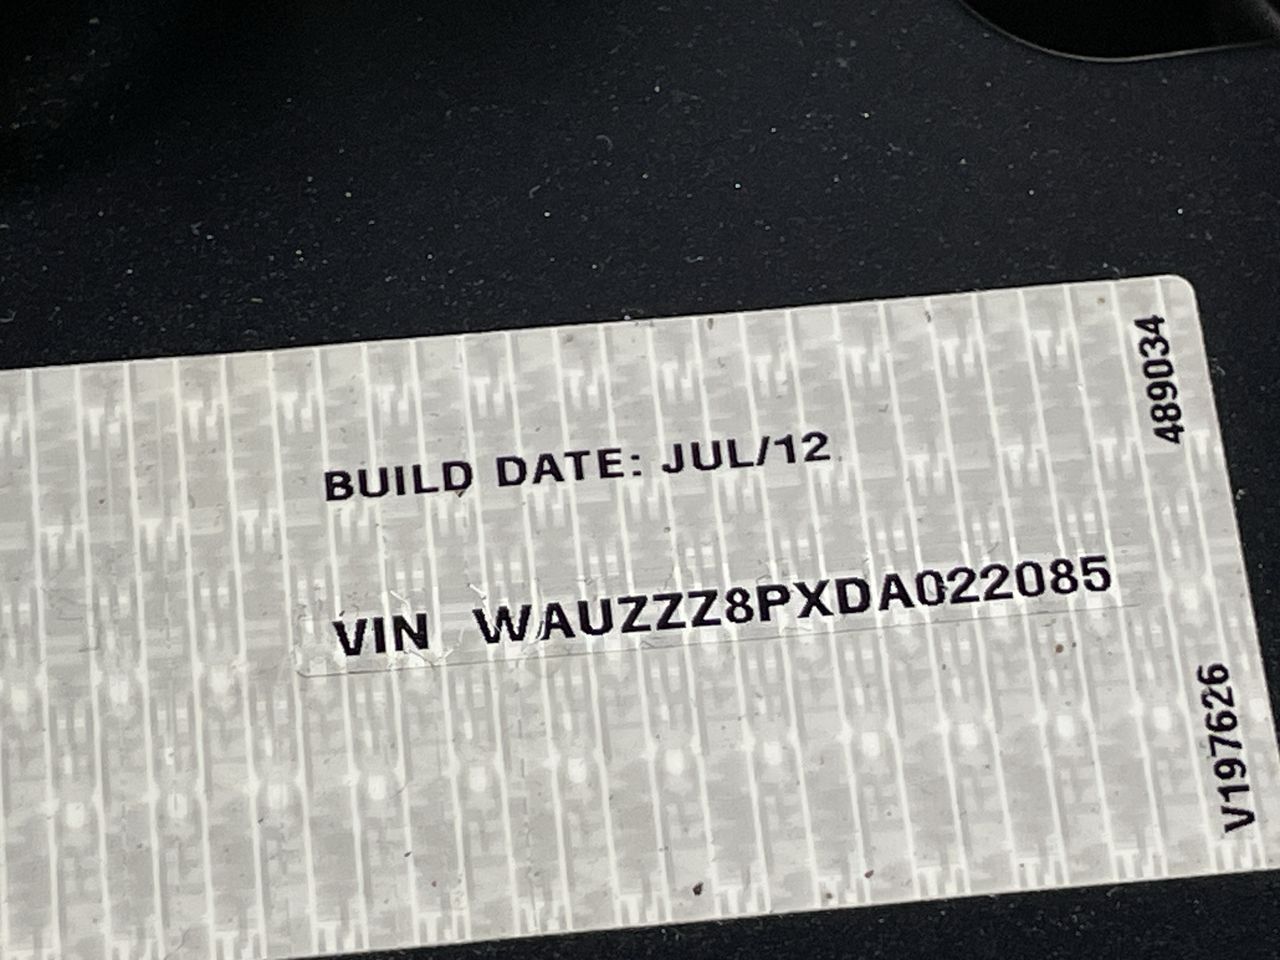 BUILD DATE: JUL/12
VIN WAUZZZ8PXDA022085
489034
V197626